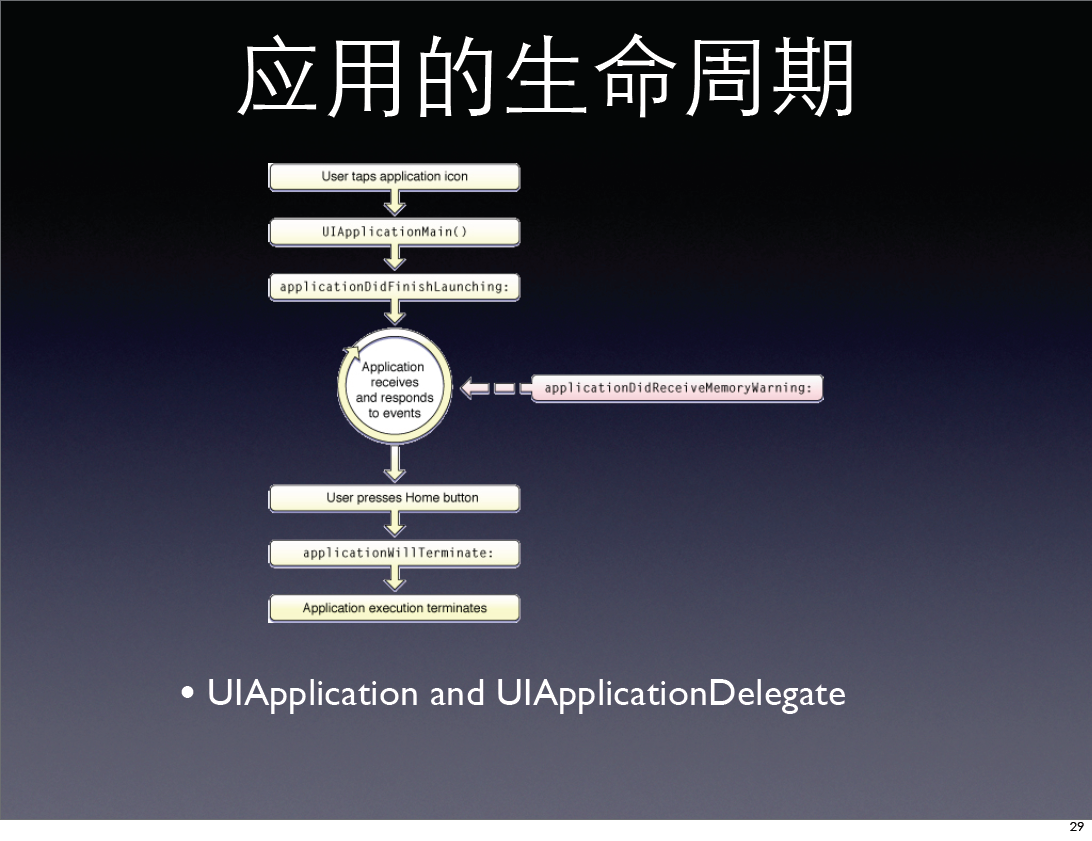 应用的生命周期
User taps application icon
UIApplicationMain()
applicationDidFinishLaunching:
Application
receives
and responds
to events
applicationDidReceiveMemoryWarning:
User presses Home button
applicationWillTerminate:
Application execution terminates
• UIApplication and UIApplicationDelegate
29